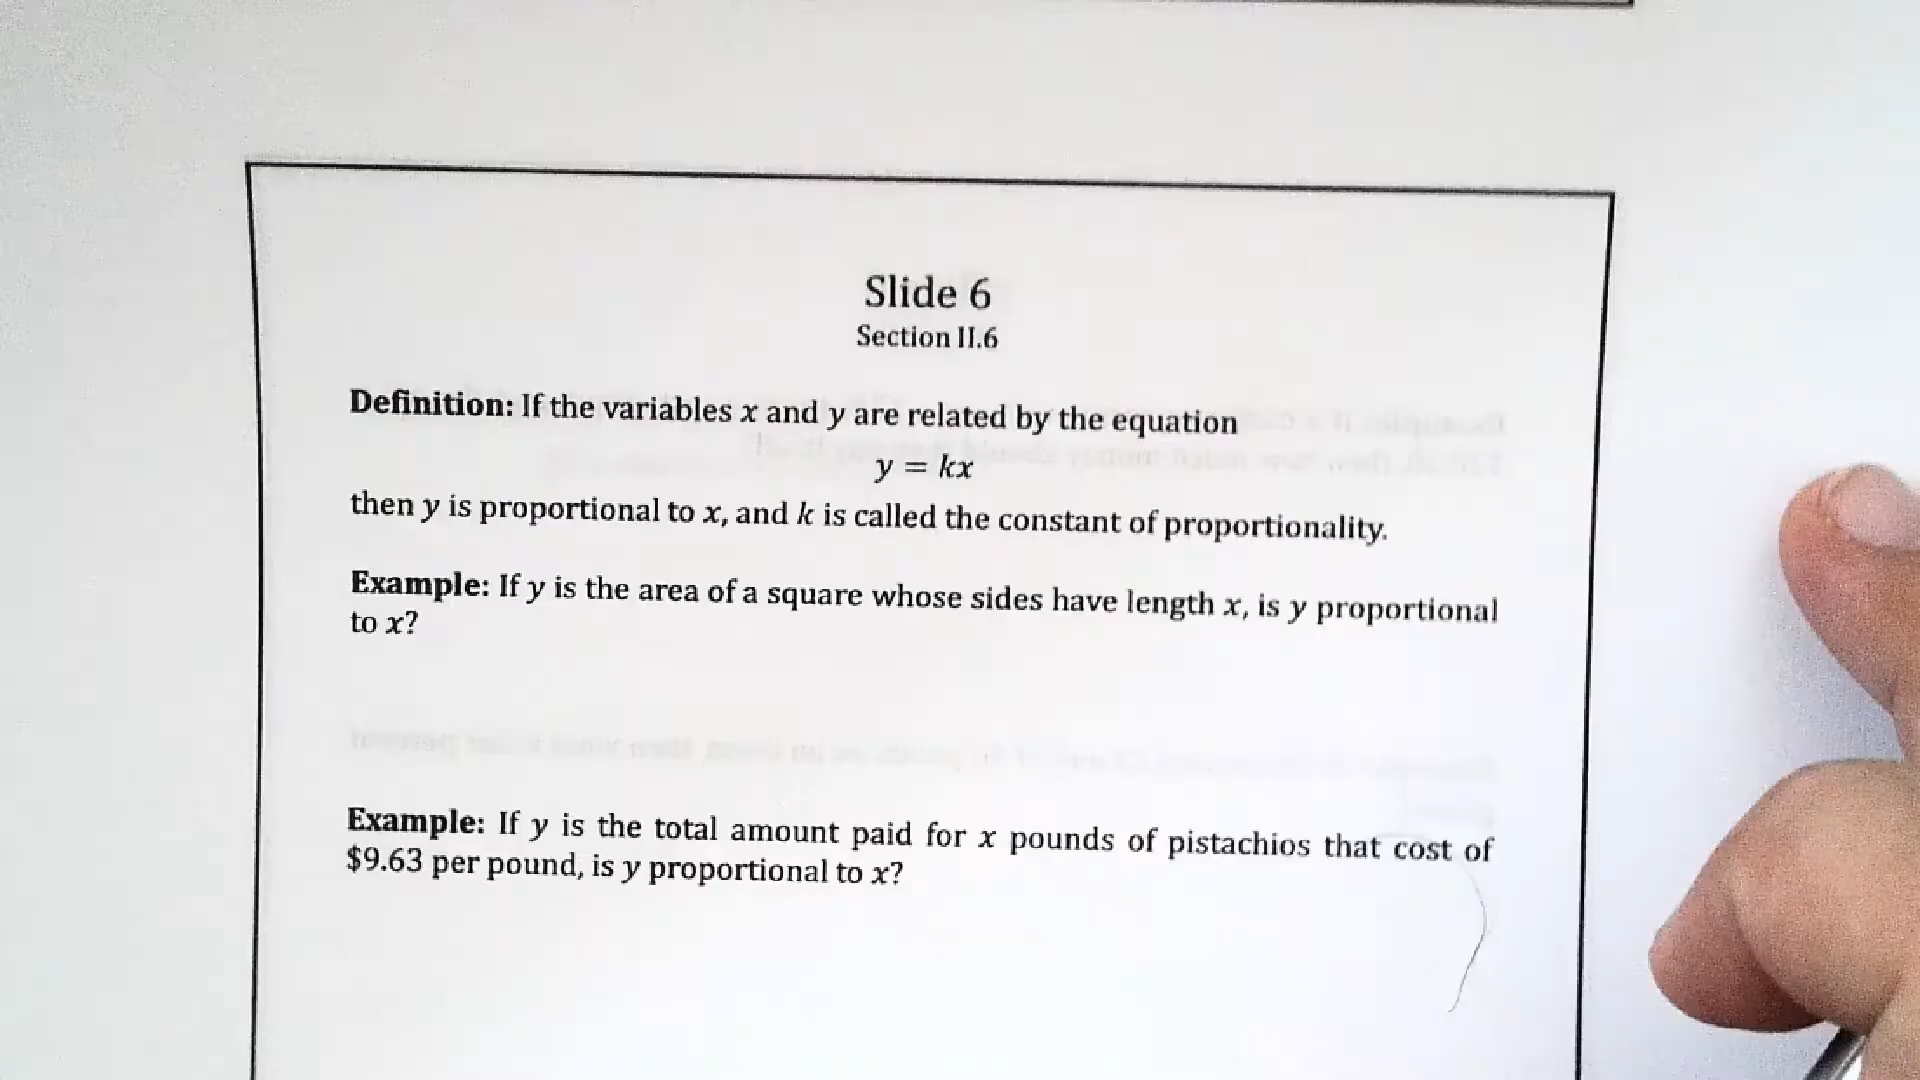 Slide 6
Section II.6
Definition: If the variables x and y are related by the equation
y = kx
then y is proportional to x, and k is called the constant of proportionality.
Example: If y is the area of a square whose sides have length x, is y proportional
to x?
Example: If y is the total amount paid for x pounds of pistachios that cost of
$9.63 per pound, is y proportional to x?